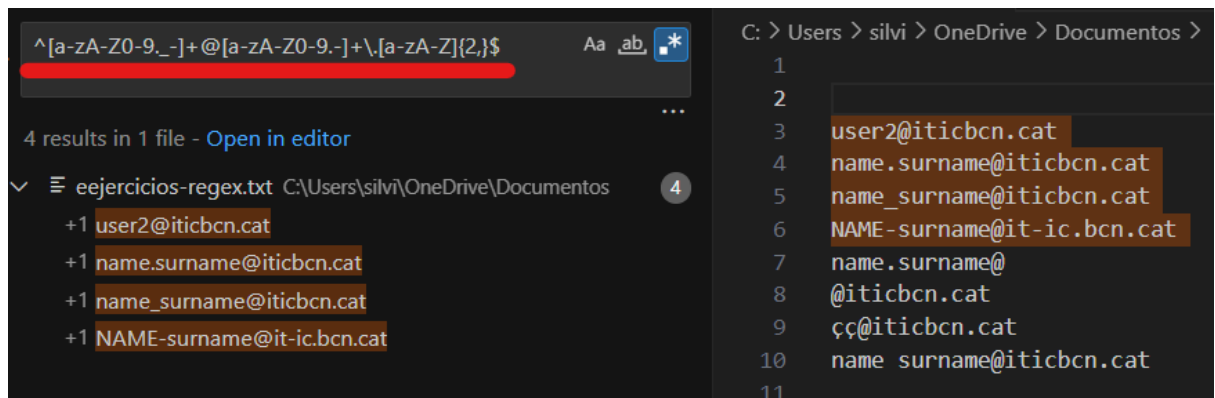 ^[a-zA-Z0-9._-]+@[a-zA-Z0-9.-]+\.[a-zA-Z]{2,}$ Aa ab .*
...
4 results in 1 file - Open in editor
eejercicios-regex.txt C:\Users\silvi\OneDrive\Documentos 4
+1 user2@iticbcn.cat
+1 name.surname@iticbcn.cat
+1 name_surname@iticbcn.cat
+1 NAME-surname@it-ic.bcn.cat
C: > Users > silvi > OneDrive > Documentos >
1
2
3 user2@iticbcn.cat
4 name.surname@iticbcn.cat
5 name_surname@iticbcn.cat
6 NAME-surname@it-ic.bcn.cat
7 name.surname@
8 @iticbcn.cat
9 çç@iticbcn.cat
10 name surname@iticbcn.cat
11